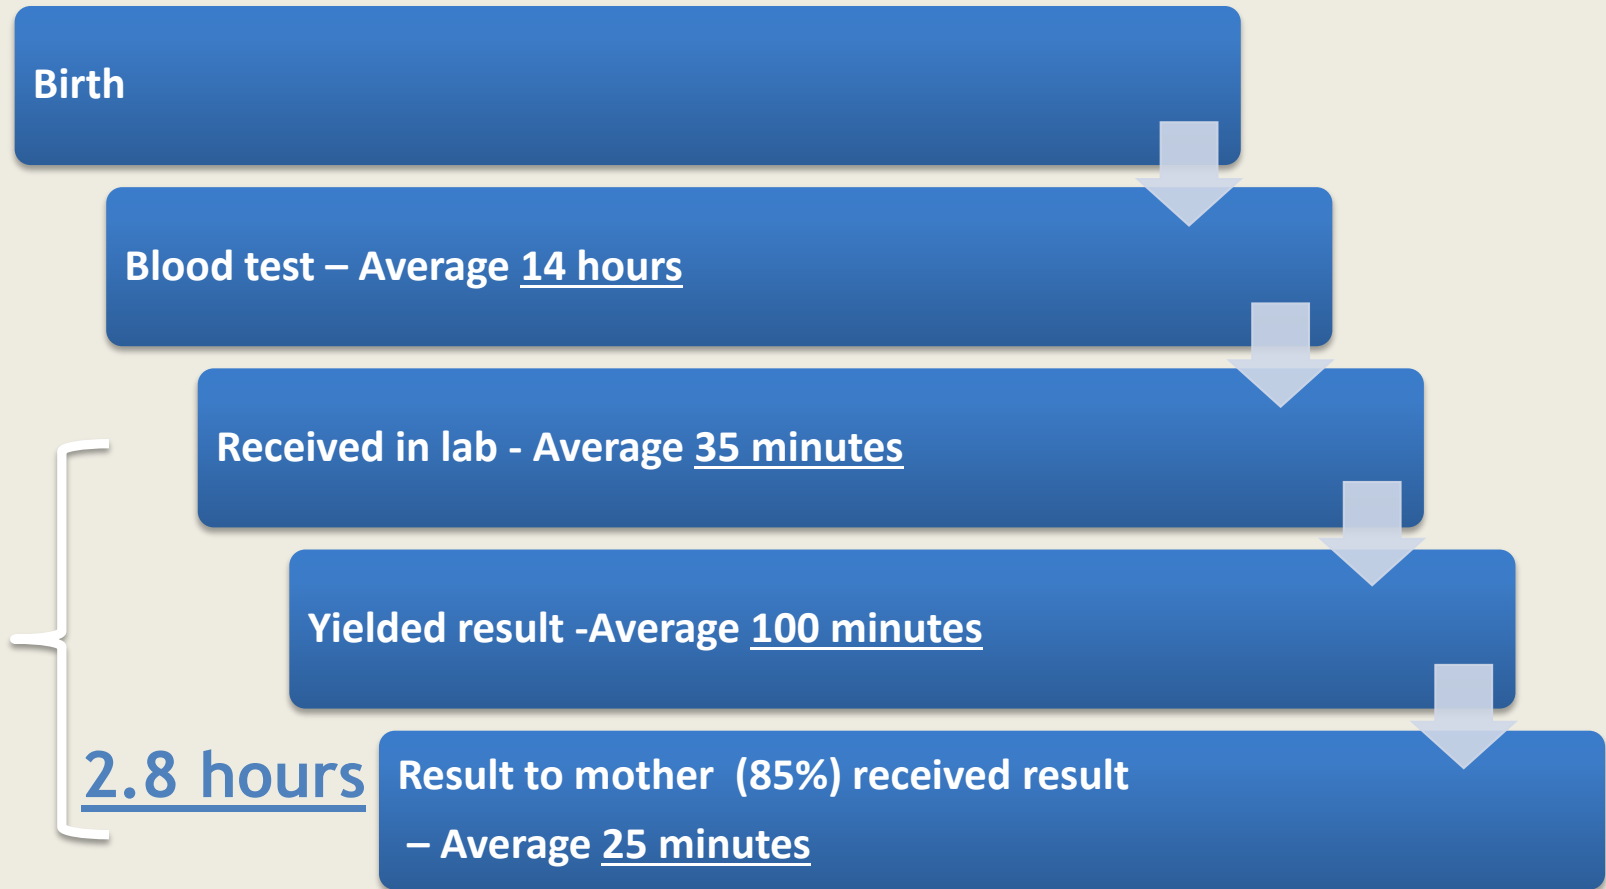 Birth
Blood test – Average 14 hours
Received in lab - Average 35 minutes
Yielded result -Average 100 minutes
2.8 hours
Result to mother  (85%) received result
– Average 25 minutes